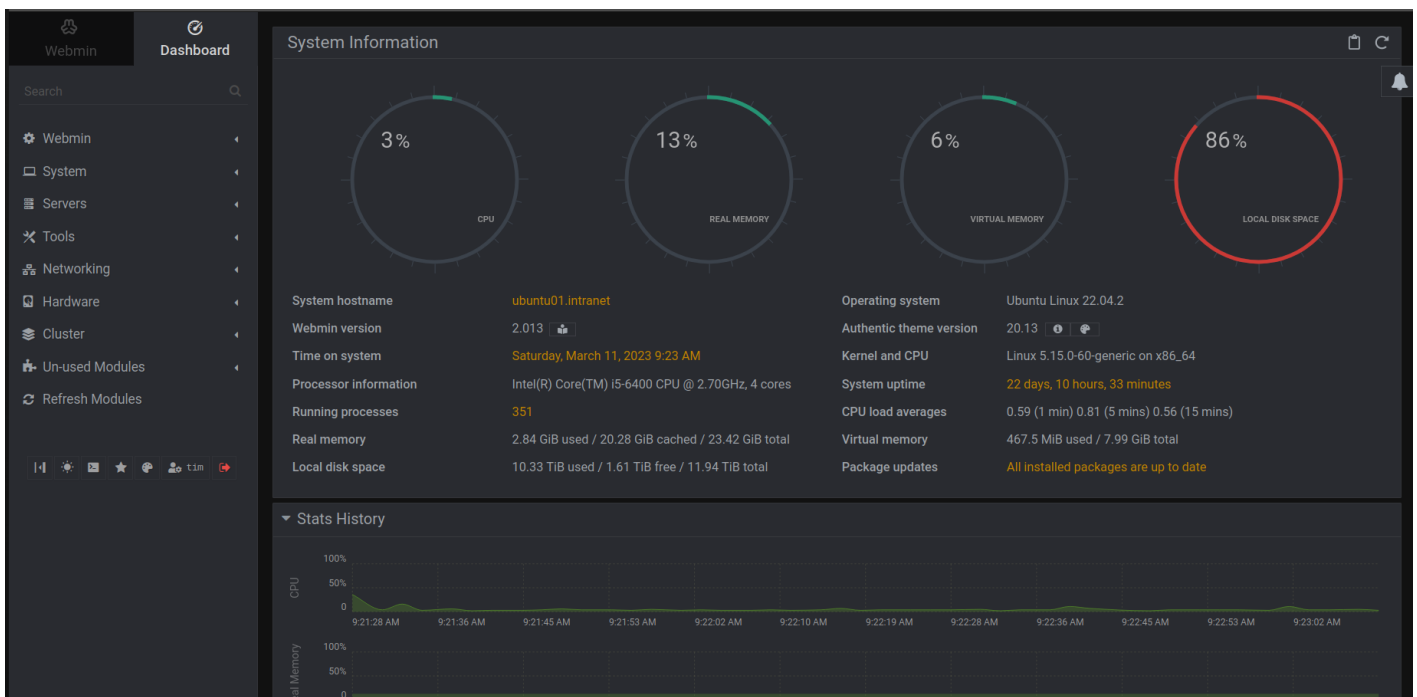 Webmin
Dashboard
Search
Webmin
System
Servers
Tools
Networking
Hardware
Cluster
Un-used Modules
Refresh Modules
tim
System Information
3%
CPU
13%
REAL MEMORY
6%
VIRTUAL MEMORY
86%
LOCAL DISK SPACE
System hostname ubuntu01.intranet Operating system Ubuntu Linux 22.04.2
Webmin version 2.013 Authentic theme version 20.13
Time on system Saturday, March 11, 2023 9:23 AM Kernel and CPU Linux 5.15.0-60-generic on x86_64
Processor information Intel(R) Core(TM) i5-6400 CPU @ 2.70GHz, 4 cores System uptime 22 days, 10 hours, 33 minutes
Running processes 351 CPU load averages 0.59 (1 min) 0.81 (5 mins) 0.56 (15 mins)
Real memory 2.84 GiB used / 20.28 GiB cached / 23.42 GiB total Virtual memory 467.5 MiB used / 7.99 GiB total
Local disk space 10.33 TiB used / 1.61 TiB free / 11.94 TiB total Package updates All installed packages are up to date
Stats History
CPU
100%
50%
0
9:21:28 AM 9:21:36 AM 9:21:45 AM 9:21:53 AM 9:22:02 AM 9:22:10 AM 9:22:19 AM 9:22:28 AM 9:22:36 AM 9:22:45 AM 9:22:53 AM 9:23:02 AM
Memory
100%
50%
0